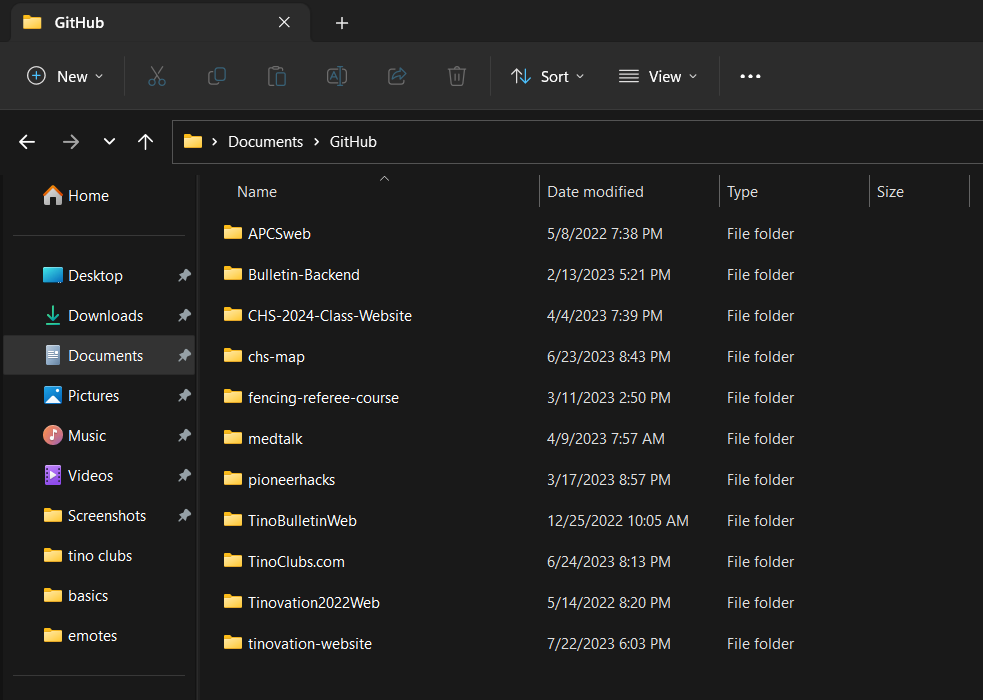 GitHub
New
Sort
View
Documents
GitHub
Home
Desktop
Downloads
Documents
Pictures
Music
Videos
Screenshots
tino clubs
basics
emotes
Name Date modified Type Size
APCSweb 5/8/2022 7:38 PM File folder
Bulletin-Backend 2/13/2023 5:21 PM File folder
CHS-2024-Class-Website 4/4/2023 7:39 PM File folder
chs-map 6/23/2023 8:43 PM File folder
fencing-referee-course 3/11/2023 2:50 PM File folder
medtalk 4/9/2023 7:57 AM File folder
pioneerhacks 3/17/2023 8:57 PM File folder
TinoBulletinWeb 12/25/2022 10:05 AM File folder
TinoClubs.com 6/24/2023 8:13 PM File folder
Tinovation2022Web 5/14/2022 8:20 PM File folder
tinovation-website 7/22/2023 6:03 PM File folder